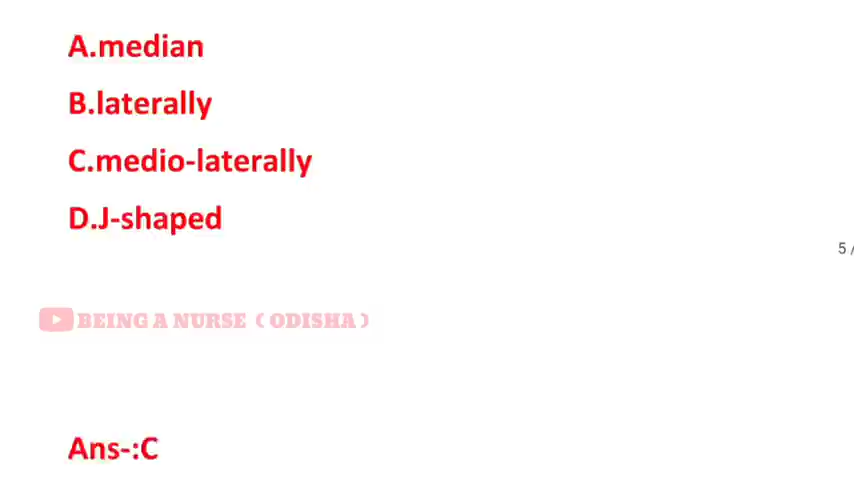 A.median
B.laterally
C.medio-laterally
D.J-shaped
5 /
BEING A NURSE ( ODISHA )
Ans-:C